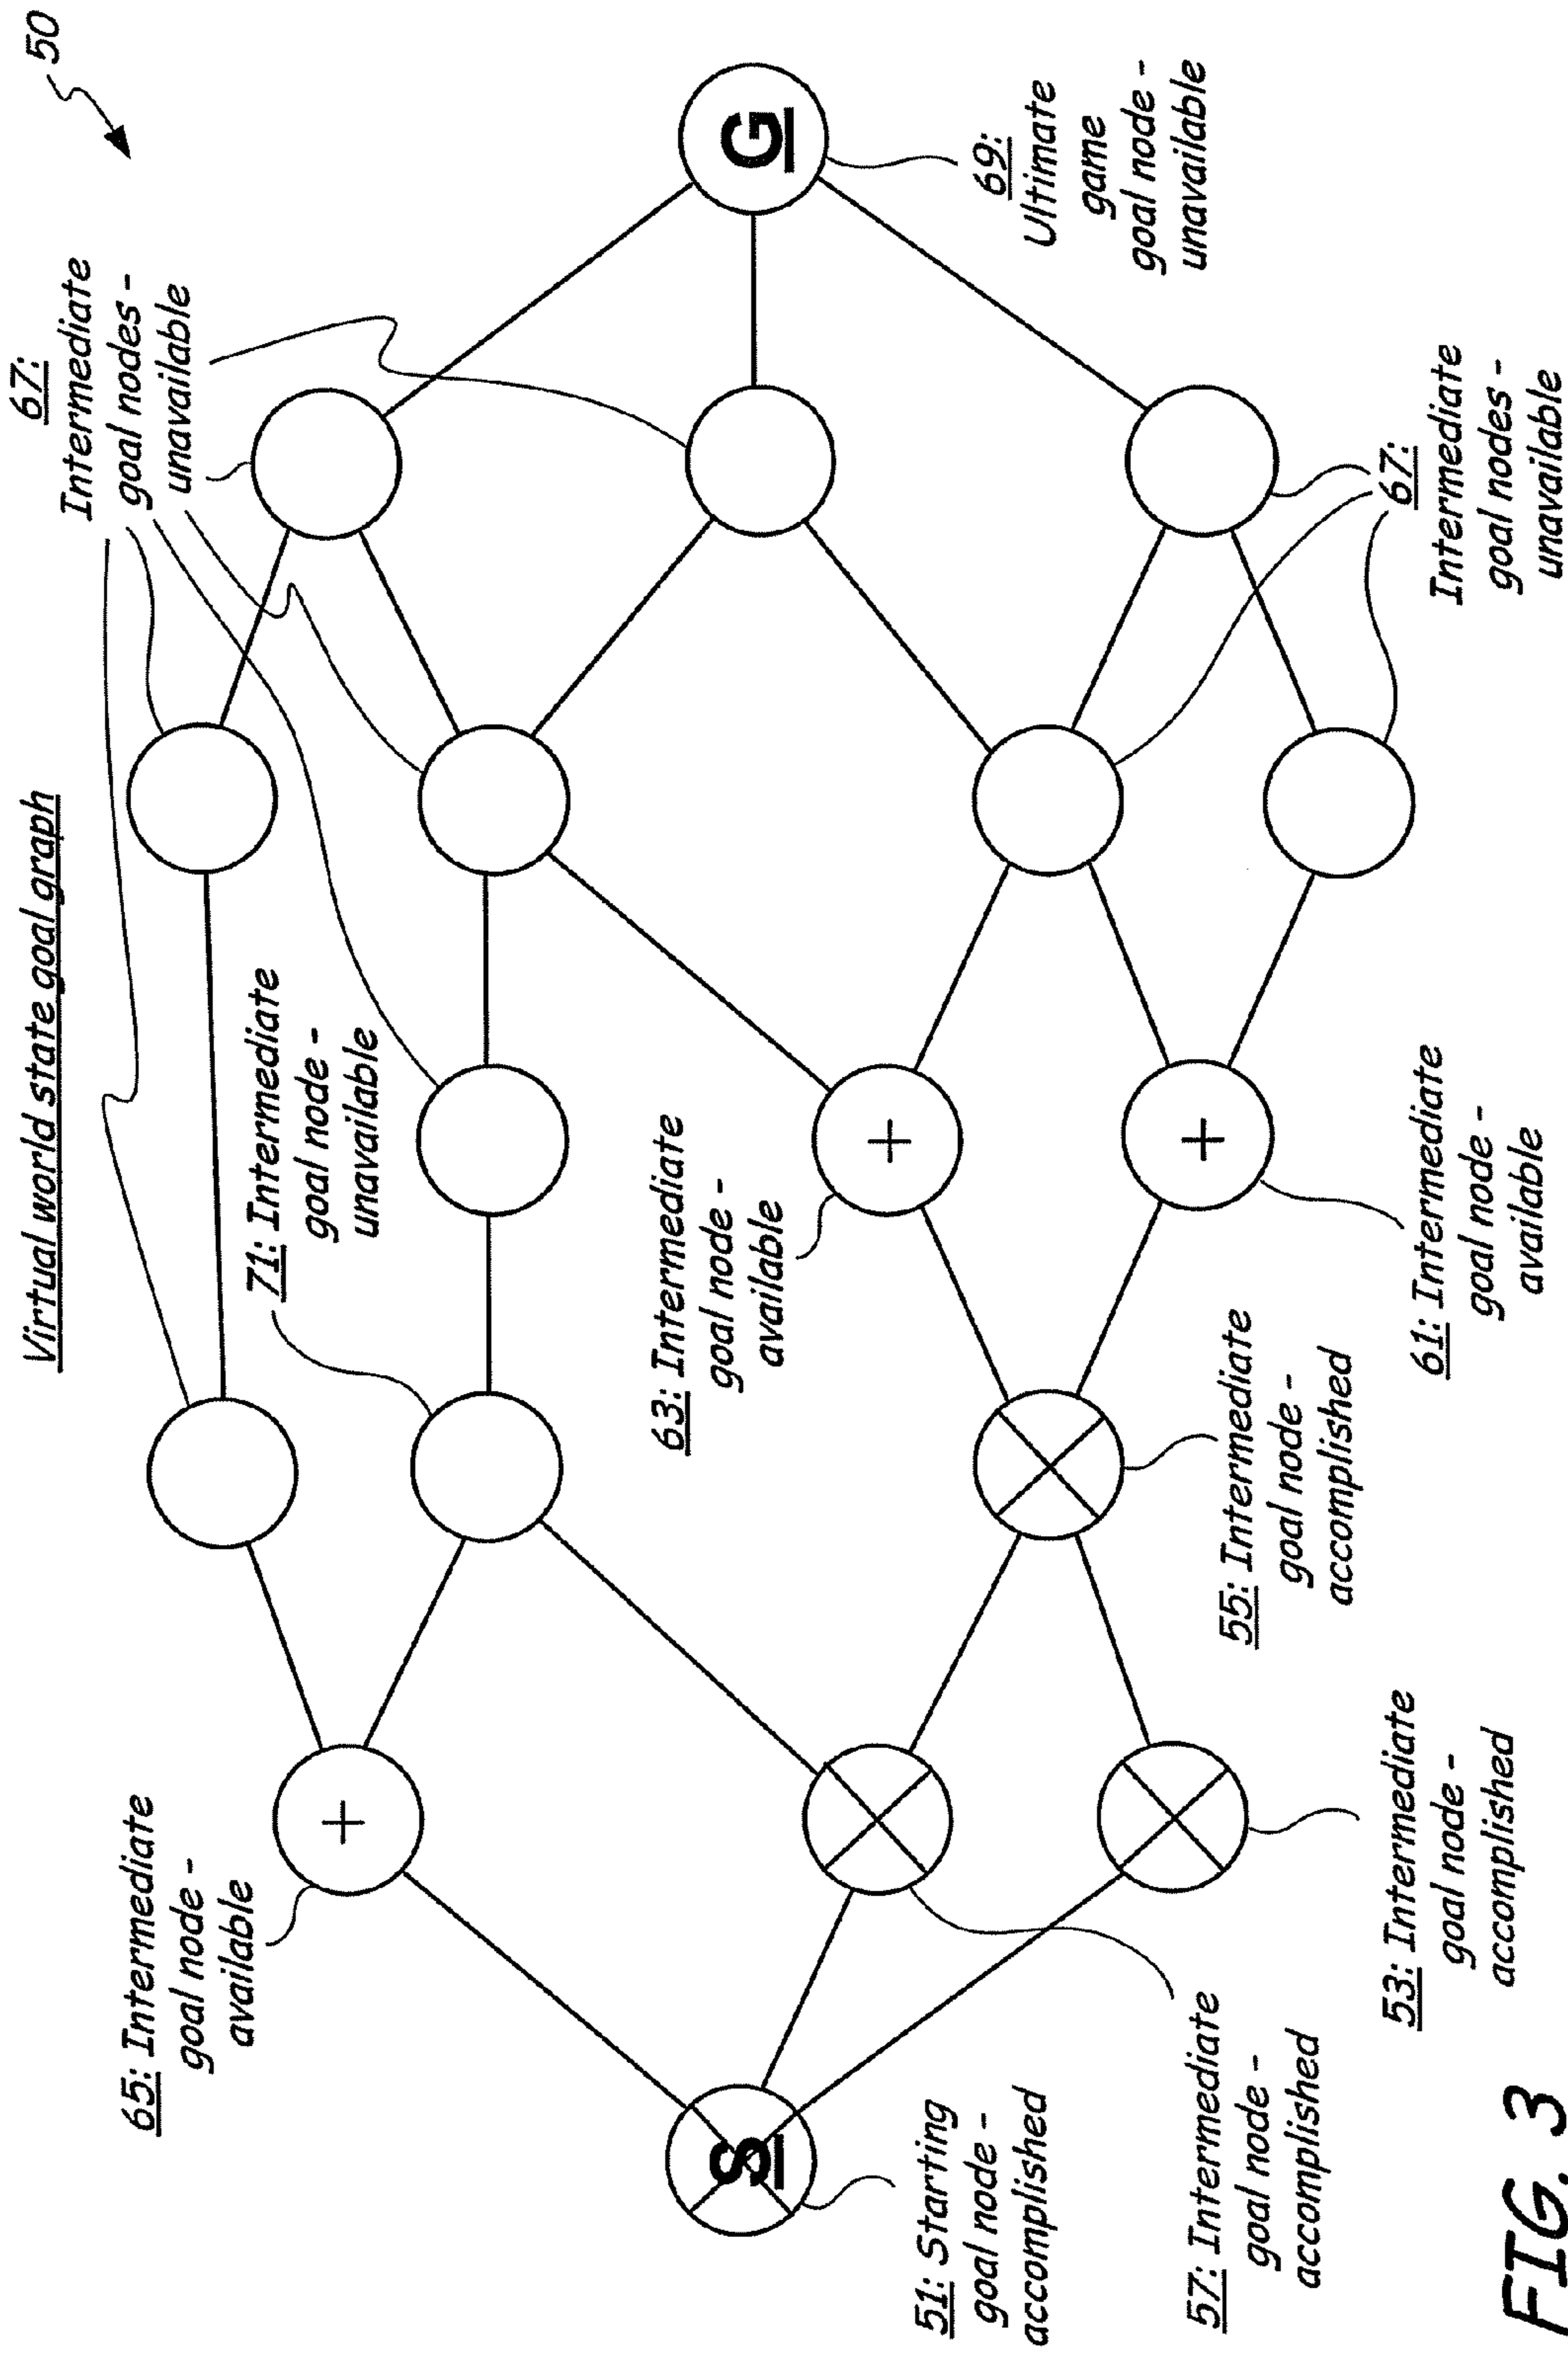 Virtual world state goal graph
50
67:
Intermediate
goal nodes-
unavailable
65: Intermediate
goal node -
available
71: Intermediate
goal node -
unavailable
63: Intermediate
goal node -
available
S
G
+
+
+
69:
Ultimate
game
goal node -
unavailable
51: Starting
goal node -
accomplished
57: Intermediate
goal node -
accomplished
53: Intermediate
goal node -
accomplished
55: Intermediate
goal node -
accomplished
61: Intermediate
goal node -
available
67:
Intermediate
goal nodes-
unavailable
FIG. 3